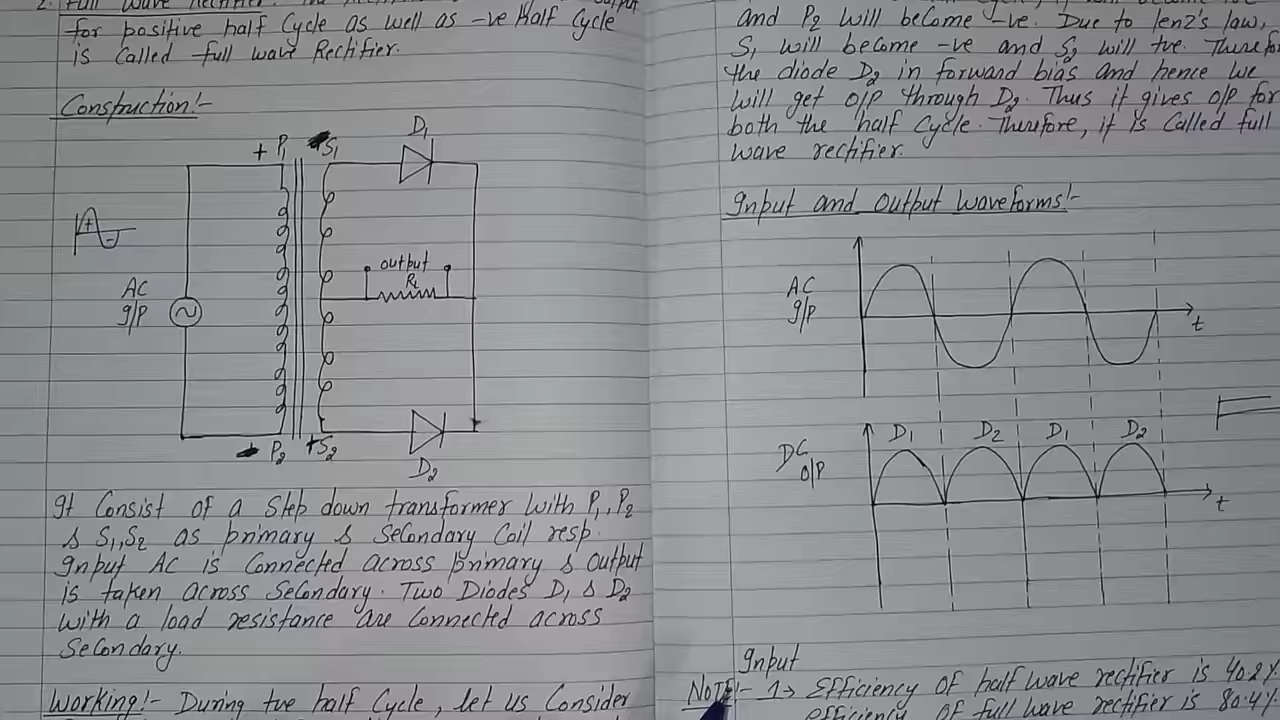 2. Full Wave Rectifier:- The
for positive half Cycle as well as -ve Half Cycle
is Called full wave Rectifier.
Construction:-
+ P1 S1 D1
output
RL
AC
I/P
P2 +S2 D2
It Consist of a Step down transformer with P1, P2
& S1, S2 as primary & Secondary Coil resp.
Input AC is Connected across primary & output
is taken across Secondary. Two Diodes D1 & D2
with a load resistance are Connected across
Secondary.
Working:- During +ve half Cycle, let us Consider
and P2 will become -ve. Due to lenz's law,
S1 will become -ve and S2 will +ve. Therefo
the diode D2 in forward bias and hence we
will get O/P through D2. Thus it gives O/P for
both the half Cycle. Therefore, it is Called full
wave rectifier.
Input and Output Waveforms:-
AC
I/P
t
D1 D2 D1 D2
DC
O/P
t
Input
NOTE:- 1→ Efficiency of half wave rectifier is 40.2%
efficiency of full wave rectifier is 80.4%